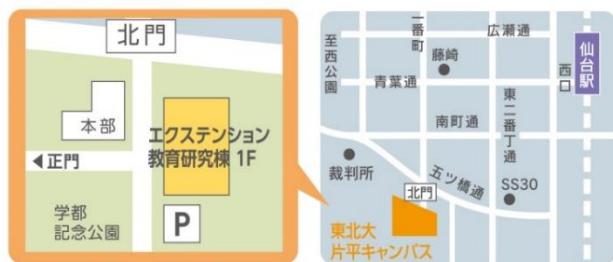 北門
本部
エクステンション
教育研究棟 1F
◀正門
学都
記念公園
P
至西公園
一番町
広瀬通
藤崎
仙台駅
西口
青葉通
東二番丁通
南町通
裁判所
五ツ橋通
北門
SS30
東北大
片平キャンパス